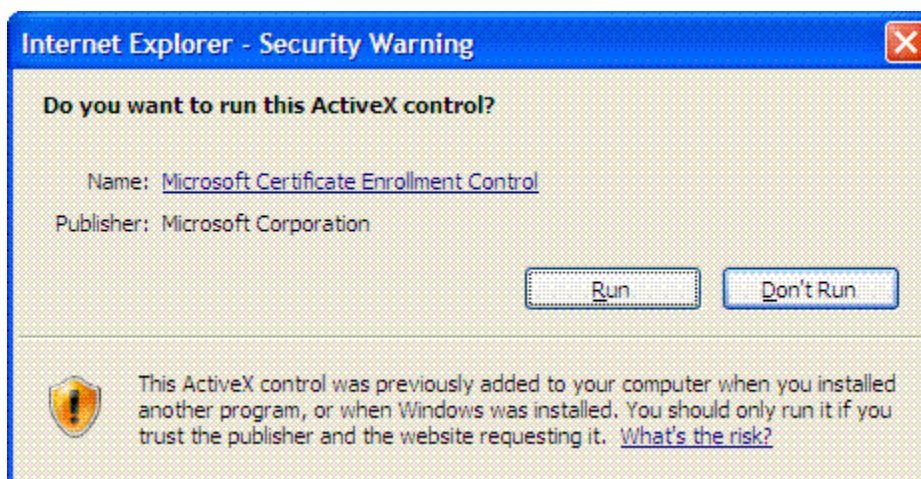 Internet Explorer - Security Warning
Do you want to run this ActiveX control?
Name: Microsoft Certificate Enrollment Control
Publisher: Microsoft Corporation
Run Don't Run
This ActiveX control was previously added to your computer when you installed
another program, or when Windows was installed. You should only run it if you
trust the publisher and the website requesting it. What's the risk?